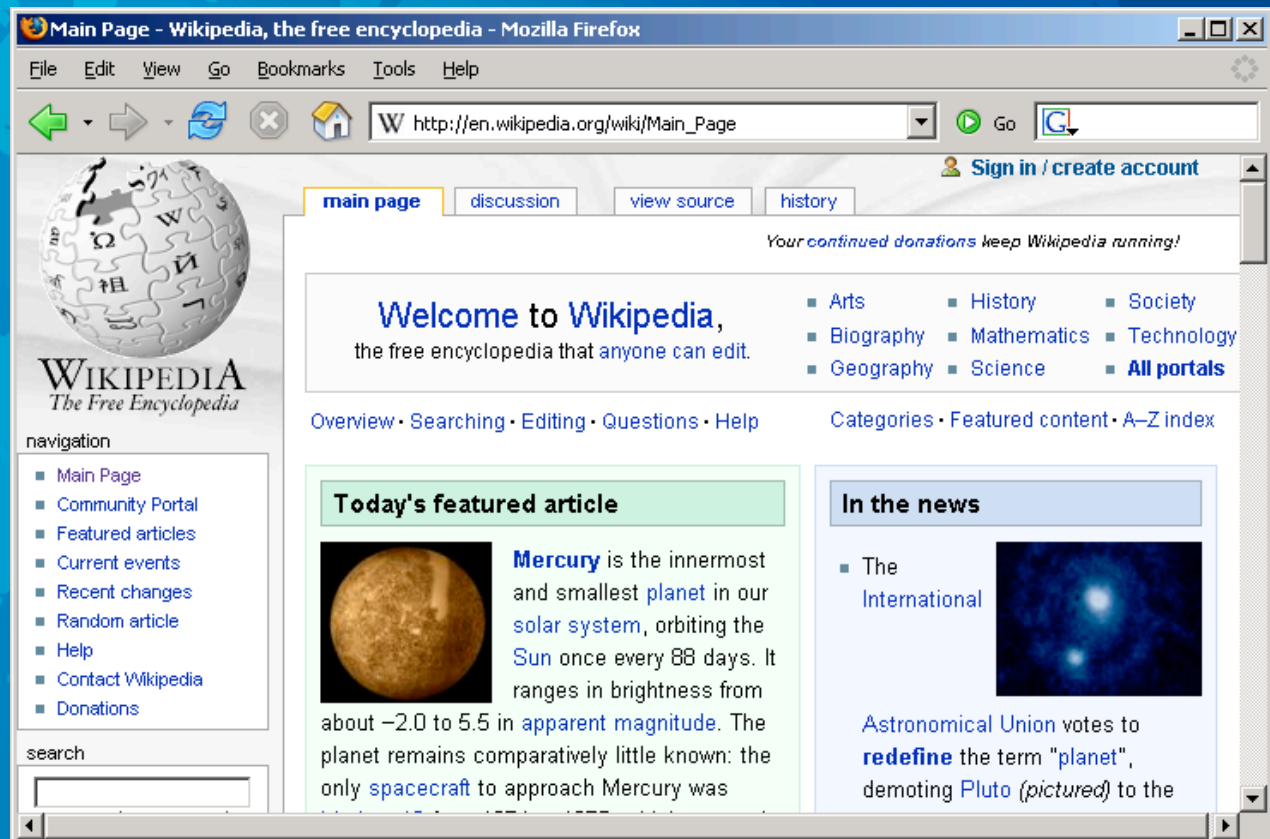 Main Page - Wikipedia, the free encyclopedia - Mozilla Firefox
File Edit View Go Bookmarks Tools Help
W http://en.wikipedia.org/wiki/Main_Page Go G
Sign in / create account
main page discussion view source history
Your continued donations keep Wikipedia running!
WIKIPEDIA
The Free Encyclopedia
navigation
Main Page
Community Portal
Featured articles
Current events
Recent changes
Random article
Help
Contact Wikipedia
Donations
search
Welcome to Wikipedia,
the free encyclopedia that anyone can edit.
Arts History Society
Biography Mathematics Technology
Geography Science All portals
Overview · Searching · Editing · Questions · Help
Categories · Featured content · A–Z index
Today's featured article
Mercury is the innermost
and smallest planet in our
solar system, orbiting the
Sun once every 88 days. It
ranges in brightness from
about −2.0 to 5.5 in apparent magnitude. The
planet remains comparatively little known: the
only spacecraft to approach Mercury was
In the news
The
International
Astronomical Union votes to
redefine the term "planet",
demoting Pluto (pictured) to the